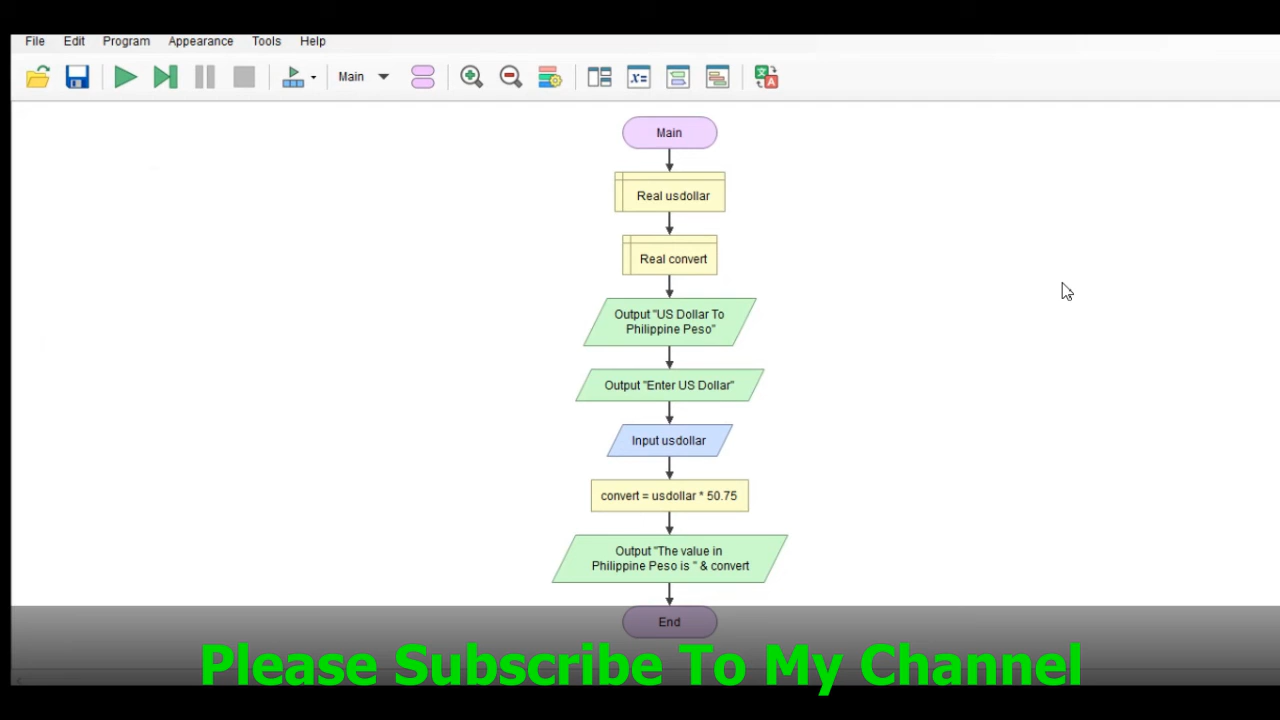 File Edit Program Appearance Tools Help
Main
Main
Real usdollar
Real convert
Output "US Dollar To
Philippine Peso"
Output "Enter US Dollar"
Input usdollar
convert = usdollar * 50.75
Output "The value in
Philippine Peso is " & convert
End
Please Subscribe To My Channel